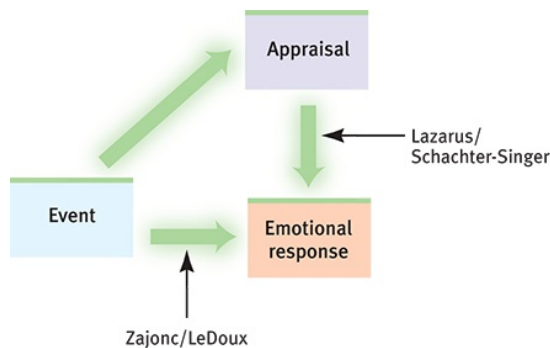 Appraisal
Lazarus/
Schachter-Singer
Event
Emotional
response
Zajonc/LeDoux